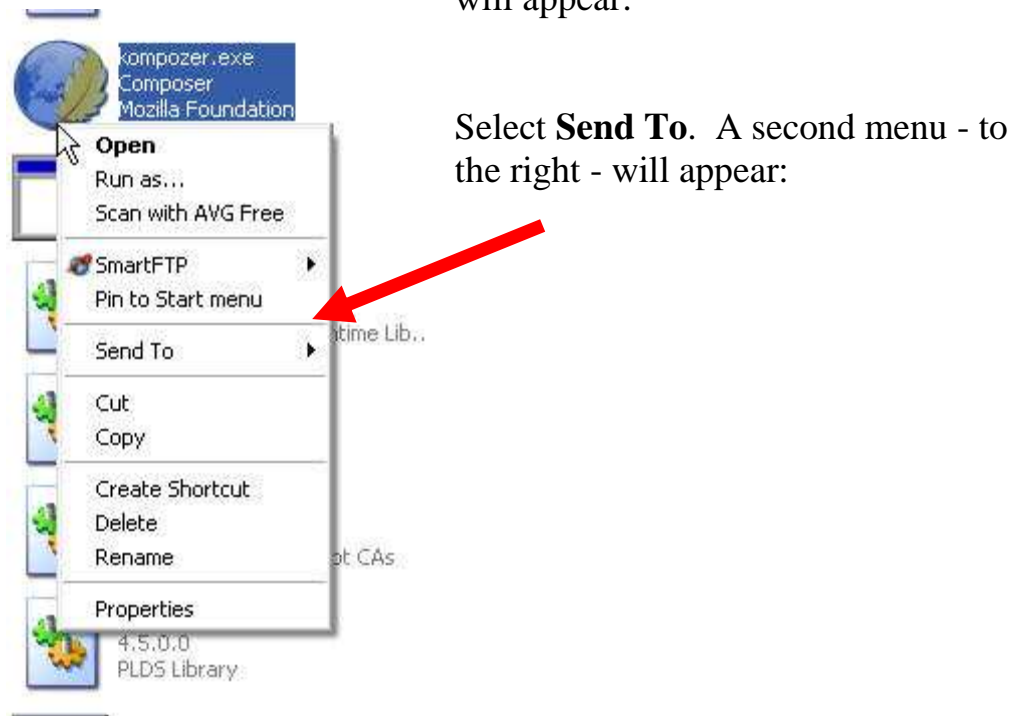 will appear.
kompozer.exe
Composer
Mozilla Foundation
Select Send To. A second menu - to
the right - will appear:
Open
Run as...
Scan with AVG Free
SmartFTP
Pin to Start menu
Send To
Lib..
Cut
Copy
Create Shortcut
Delete
Rename
CAs
Properties
4.5.0.0
PLDS Library